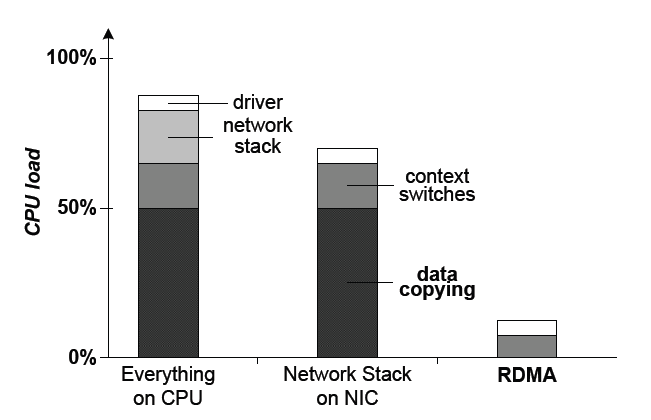 100%
driver
network
stack
context
switches
CPU load
50%
data
copying
0%
Everything
on CPU
Network Stack
on NIC
RDMA